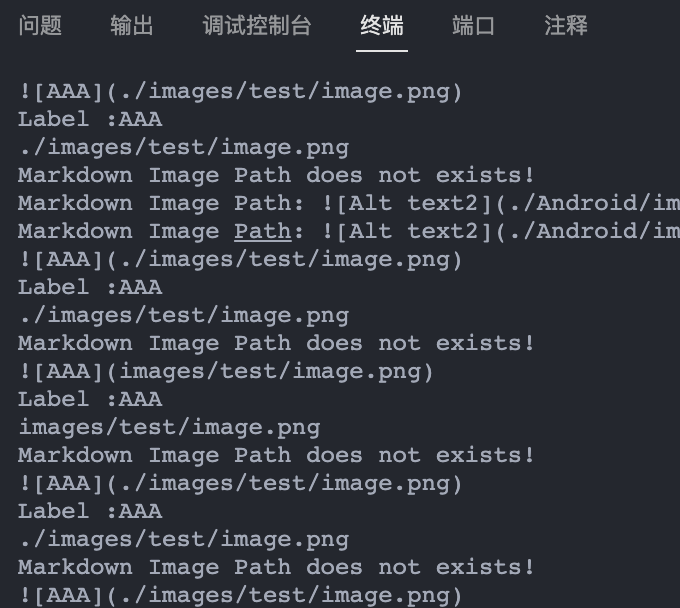 问题 输出 调试控制台 终端 端口 注释
![AAA](./images/test/image.png)
Label :AAA
./images/test/image.png
Markdown Image Path does not exists!
Markdown Image Path: ![Alt text2](./Android/im
Markdown Image Path: ![Alt text2](./Android/im
![AAA](./images/test/image.png)
Label :AAA
./images/test/image.png
Markdown Image Path does not exists!
![AAA](images/test/image.png)
Label :AAA
images/test/image.png
Markdown Image Path does not exists!
![AAA](./images/test/image.png)
Label :AAA
./images/test/image.png
Markdown Image Path does not exists!
![AAA](./images/test/image.png)